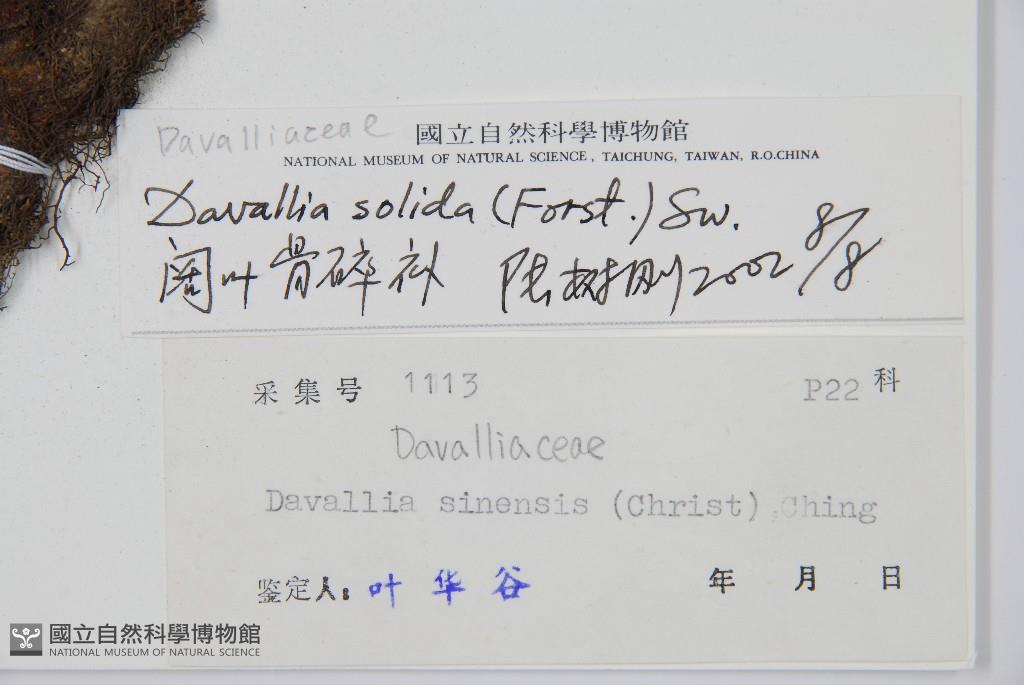 Davalliaceae 國立自然科學博物館
NATIONAL MUSEUM OF NATURAL SCIENCE, TAICHUNG, TAIWAN, R.O.CHINA
Davallia solida (Forst.) Sw.
阔叶骨碎补 陆树刚 2002 8/8
采集号 1113 P22 科
Davalliaceae
Davallia sinensis (Christ), Ching
鉴定人: 叶华谷 年 月 日
國立自然科學博物館
NATIONAL MUSEUM OF NATURAL SCIENCE